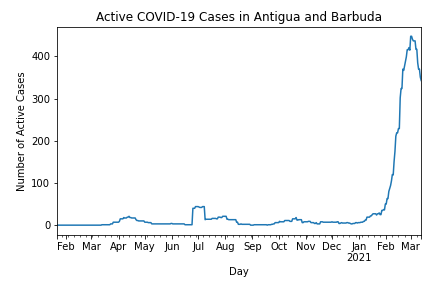 Active COVID-19 Cases in Antigua and Barbuda
Number of Active Cases
400
300
200
100
0
Feb Mar Apr May Jun Jul Aug Sep Oct Nov Dec Jan Feb Mar
2021
Day